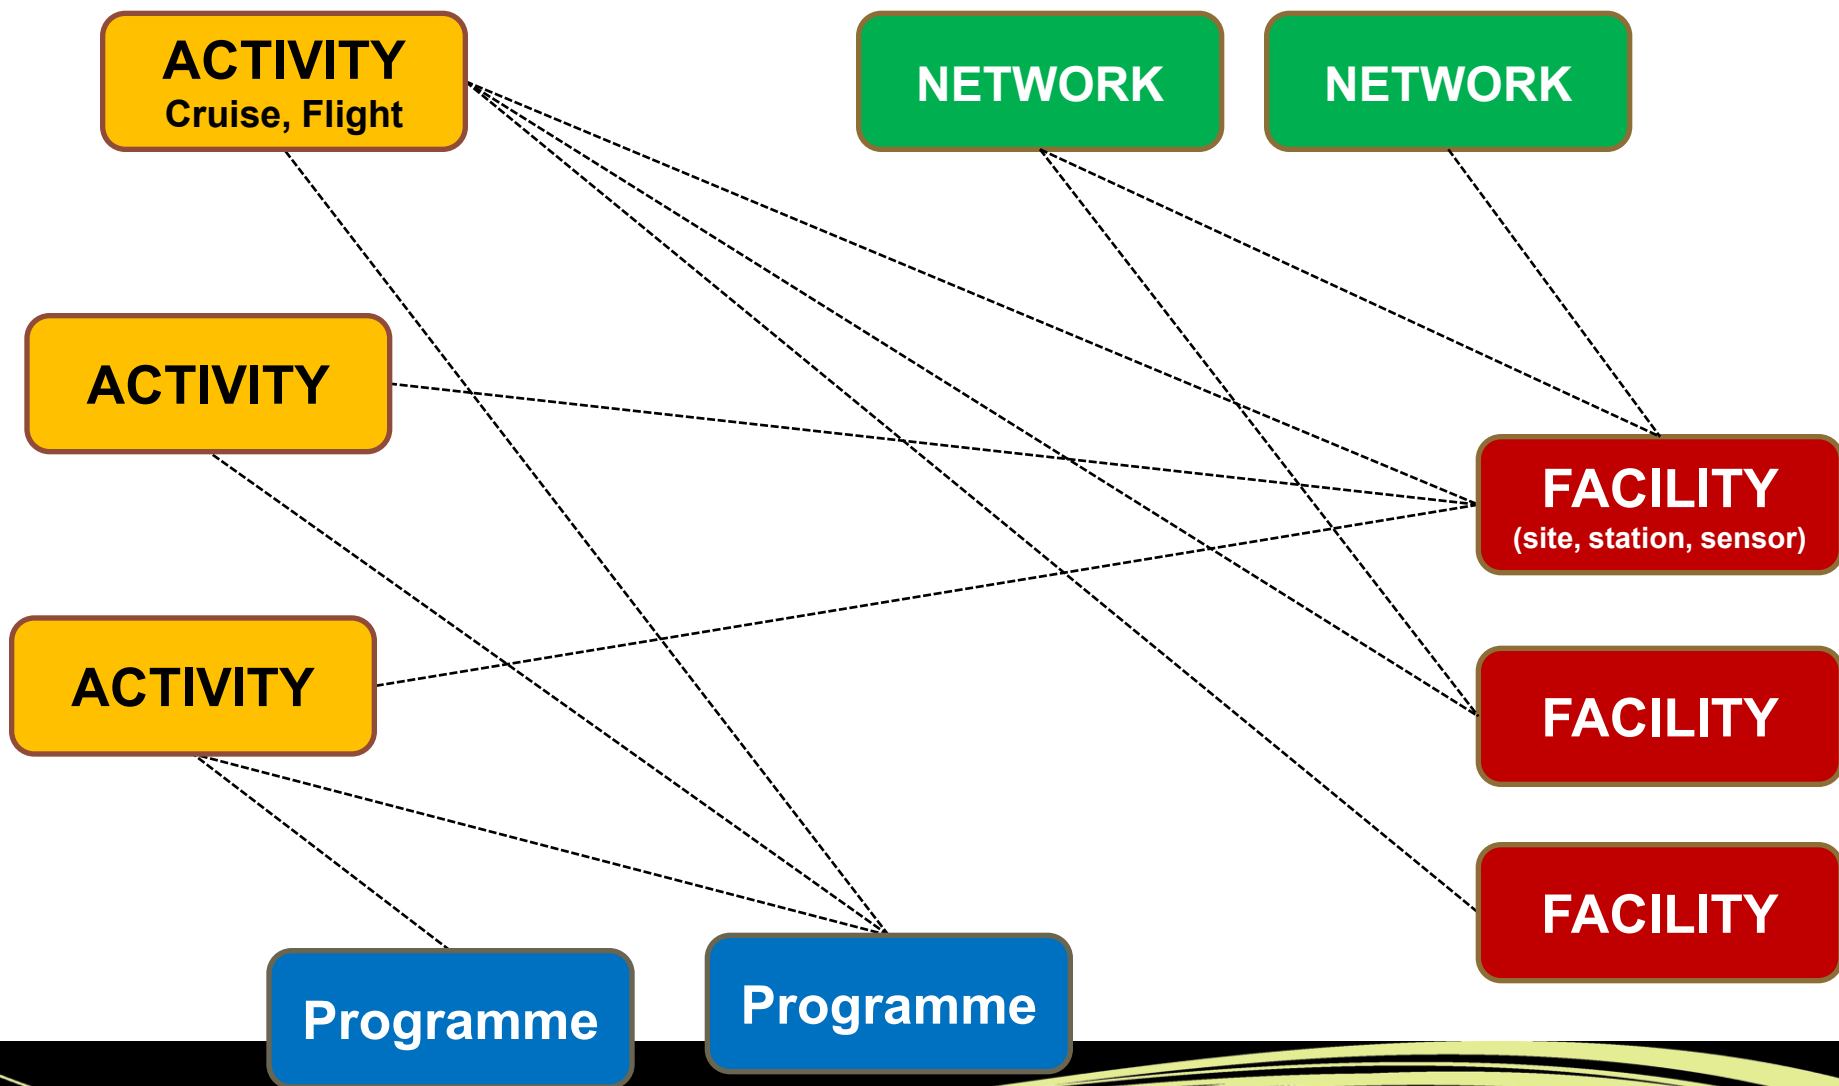 ACTIVITY
Cruise, Flight
NETWORK
NETWORK
ACTIVITY
FACILITY
(site, station, sensor)
ACTIVITY
FACILITY
FACILITY
Programme
Programme